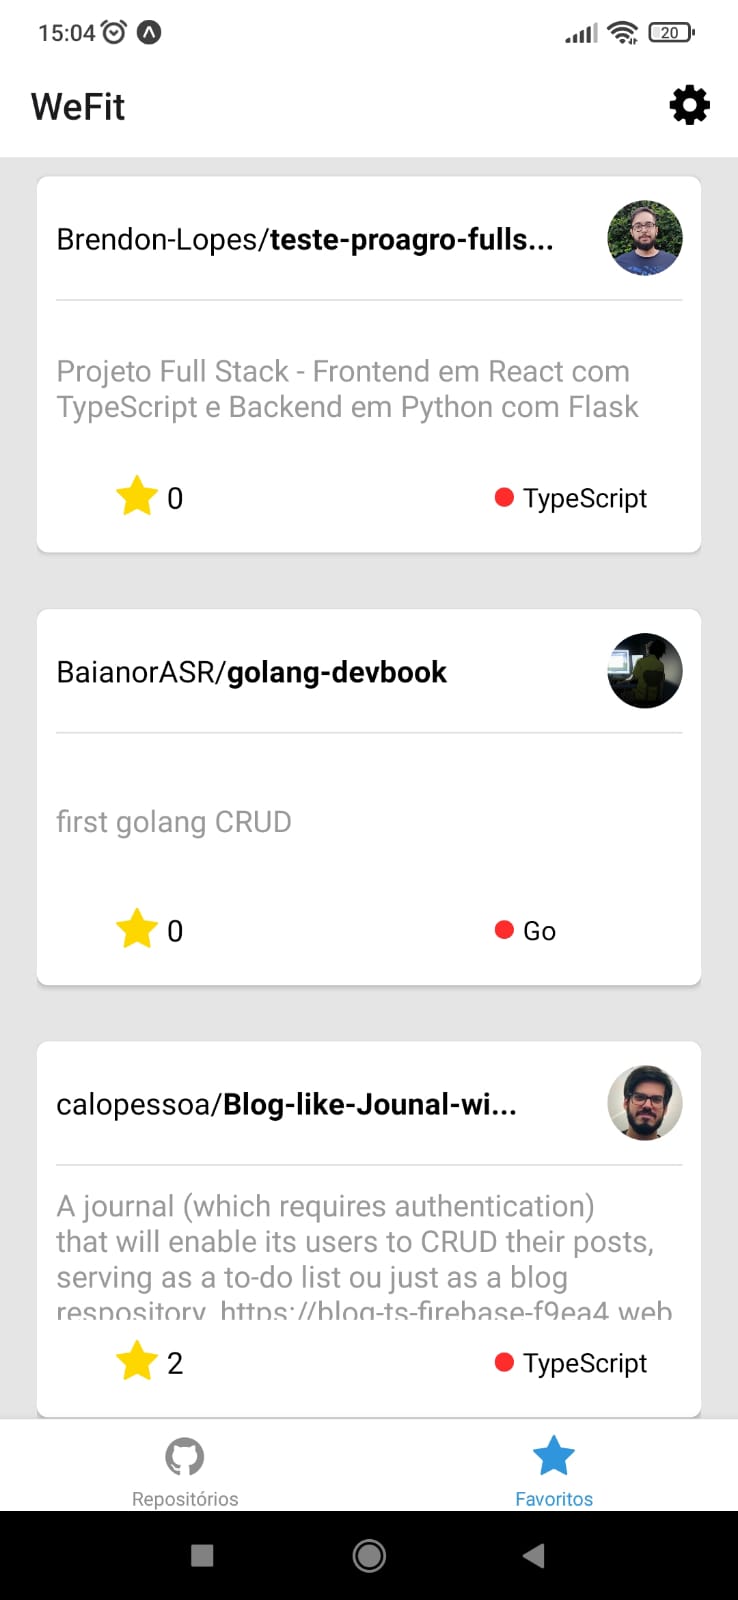 15:04
20
WeFit
Brendon-Lopes/teste-proagro-fulls...
Projeto Full Stack - Frontend em React com
TypeScript e Backend em Python com Flask
0
TypeScript
BaianorASR/golang-devbook
first golang CRUD
0
Go
calopessoa/Blog-like-Jounal-wi...
A journal (which requires authentication)
that will enable its users to CRUD their posts,
serving as a to-do list ou just as a blog
respository. https://blog-ts-firebase-f9ea4.web
2
TypeScript
Repositórios
Favoritos